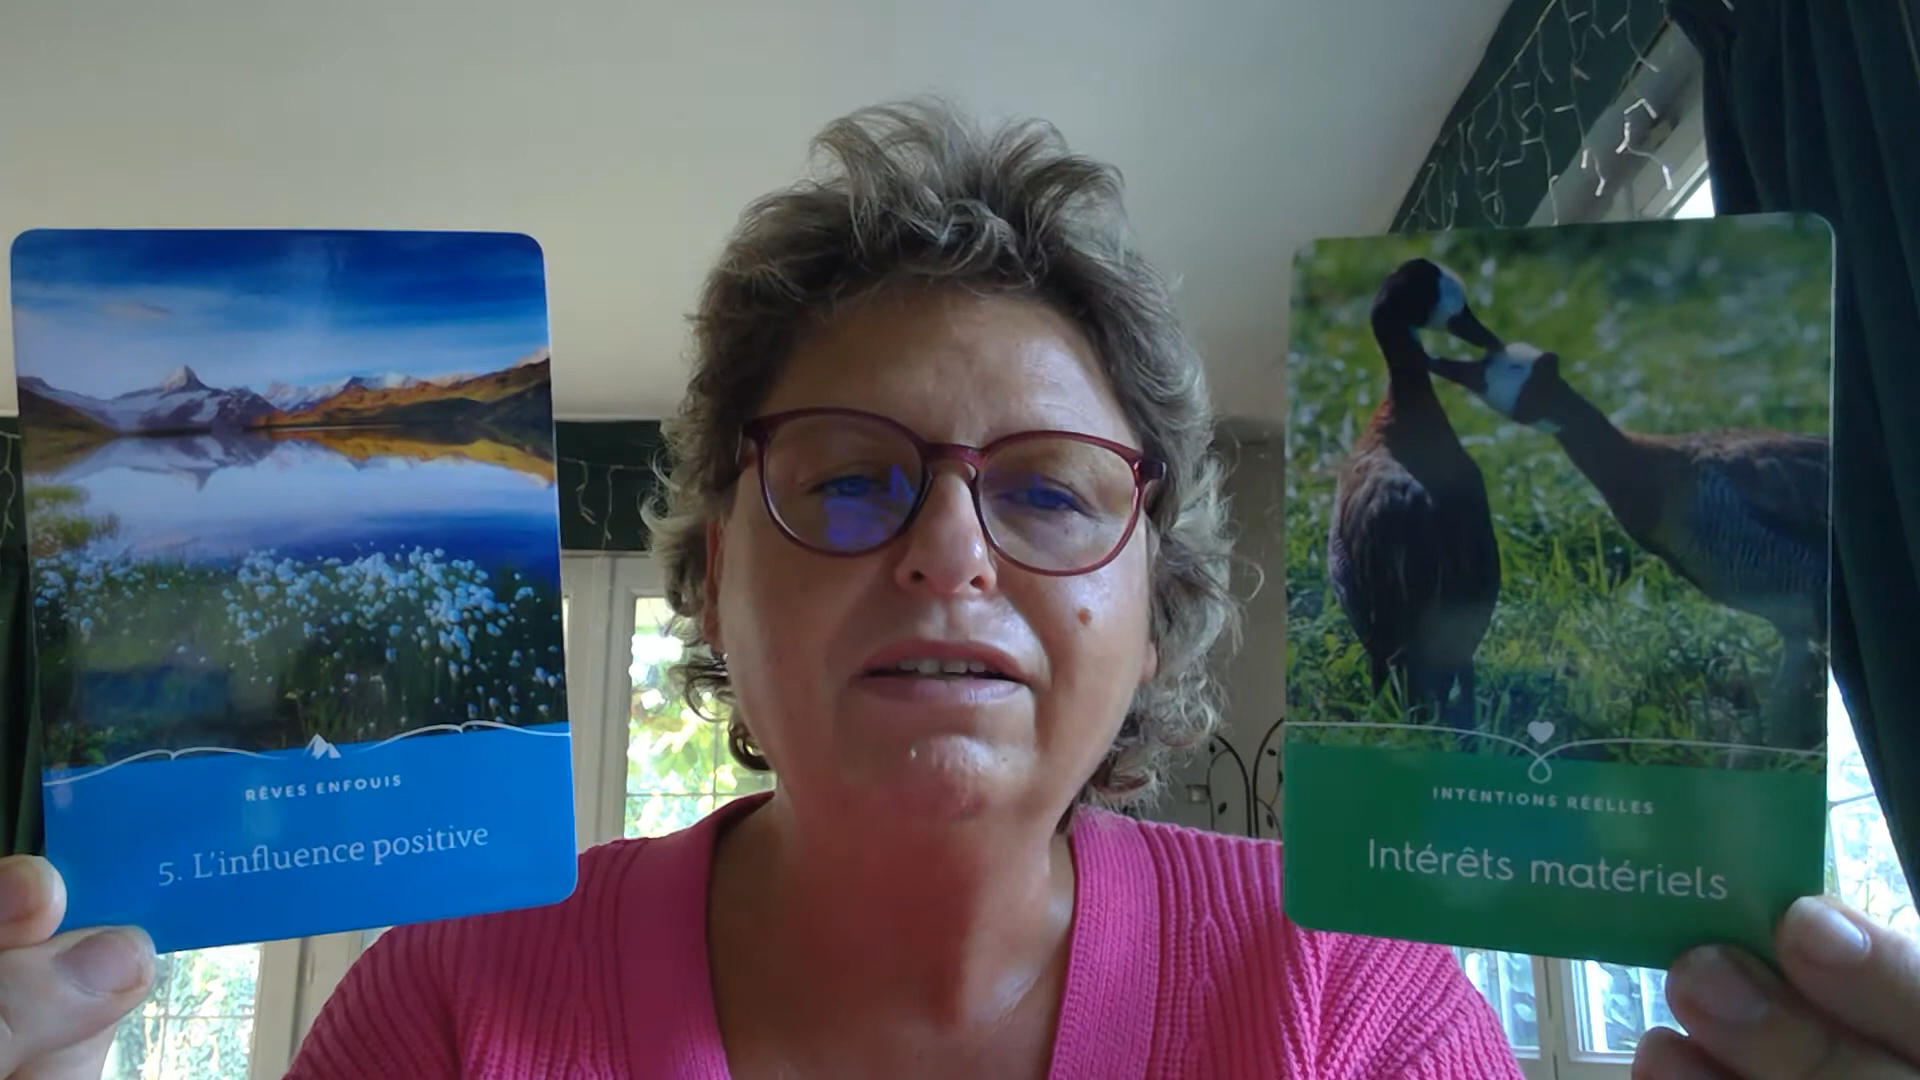 RÊVES ENFOUIS
5. L'influence positive
INTENTIONS RÉELLES
Intérêts matériels